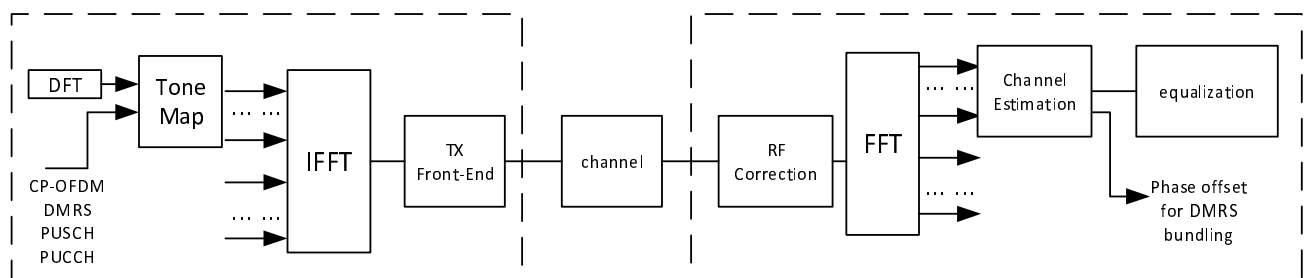 DFT
Tone
Map
... ...
... ...
CP-OFDM
DMRS
PUSCH
PUCCH
IFFT
TX
Front-End
channel
RF
Correction
FFT
... ...
... ...
Channel
Estimation
equalization
Phase offset
for DMRS
bundling